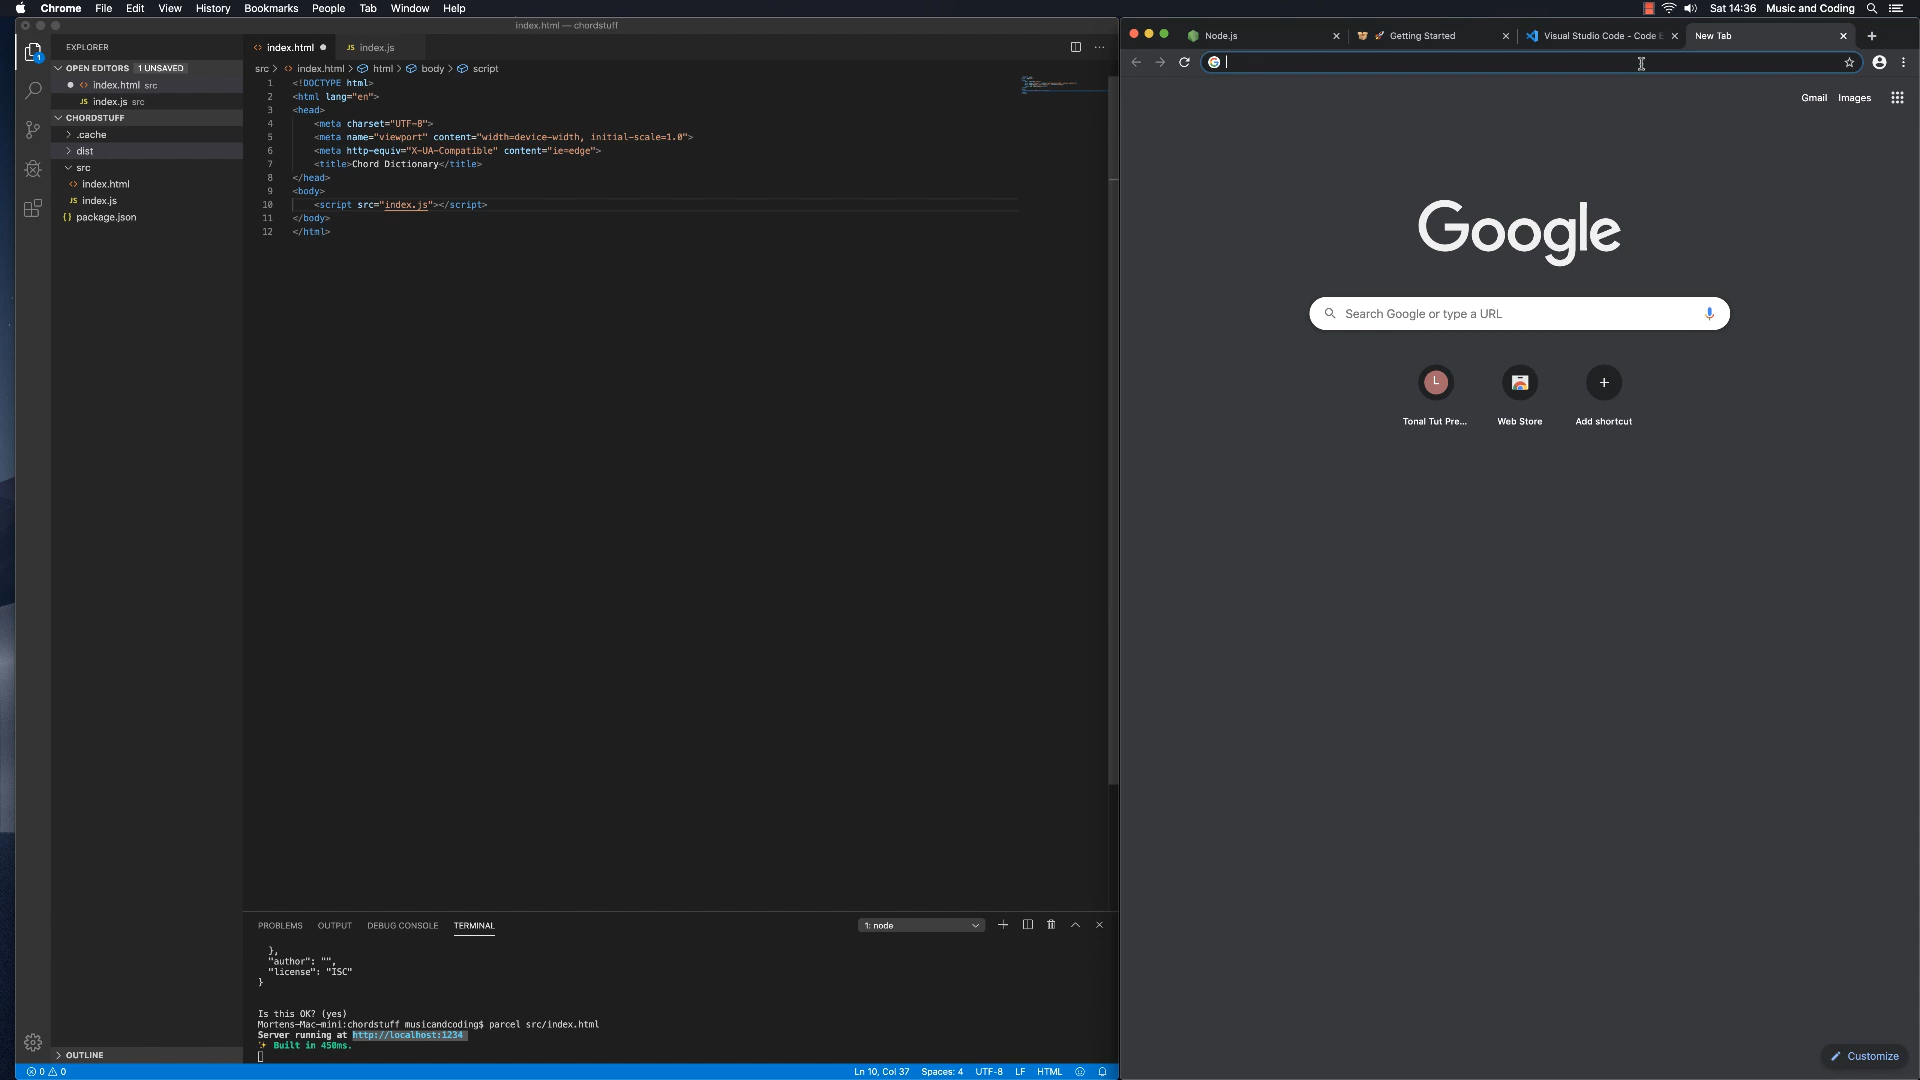 Chrome File Edit View History Bookmarks People Tab Window Help
Sat 14:36 Music and Coding
index.html — chordstuff
EXPLORER
OPEN EDITORS 1 UNSAVED
index.html src
JS index.js src
CHORDSTUFF
.cache
dist
src
index.html
JS index.js
{} package.json
OUTLINE
1
index.html
JS index.js
src > index.html > html > body > script
1 <!DOCTYPE html>
2 <html lang="en">
3 <head>
4 <meta charset="UTF-8">
5 <meta name="viewport" content="width=device-width, initial-scale=1.0">
6 <meta http-equiv="X-UA-Compatible" content="ie=edge">
7 <title>Chord Dictionary</title>
8 </head>
9 <body>
10 <script src="index.js"></script>
11 </body>
12 </html>
PROBLEMS OUTPUT DEBUG CONSOLE TERMINAL
1: node
},
"author": "",
"license": "ISC"
}
Is this OK? (yes)
Mortens-Mac-mini:chordstuff musicandcoding$ parcel src/index.html
Server running at http://localhost:1234
Built in 450ms.
0 0
Ln 10, Col 37 Spaces: 4 UTF-8 LF HTML
Node.js
Getting Started
Visual Studio Code - Code E
New Tab
Gmail Images
Google
Search Google or type a URL
L
Tonal Tut Pre... Web Store Add shortcut
Customize